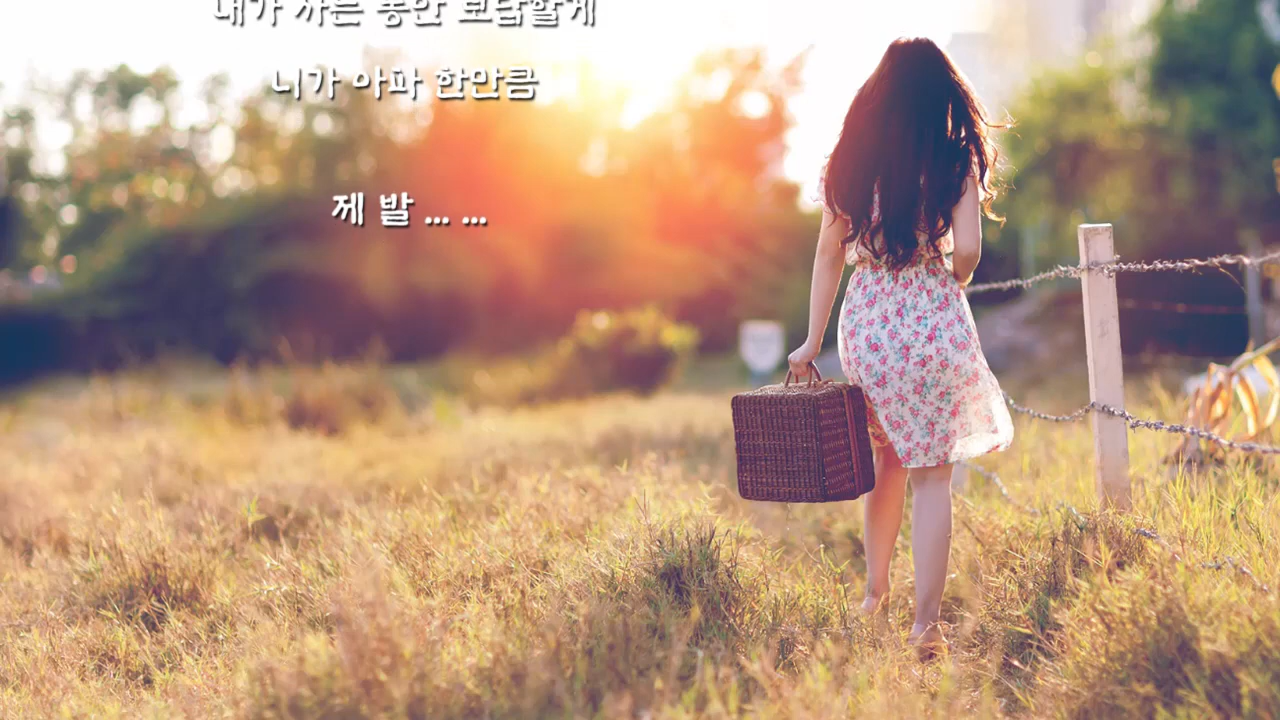 내가 사는 동안 보답할게
니가 아파 한만큼
제 발 ... ...